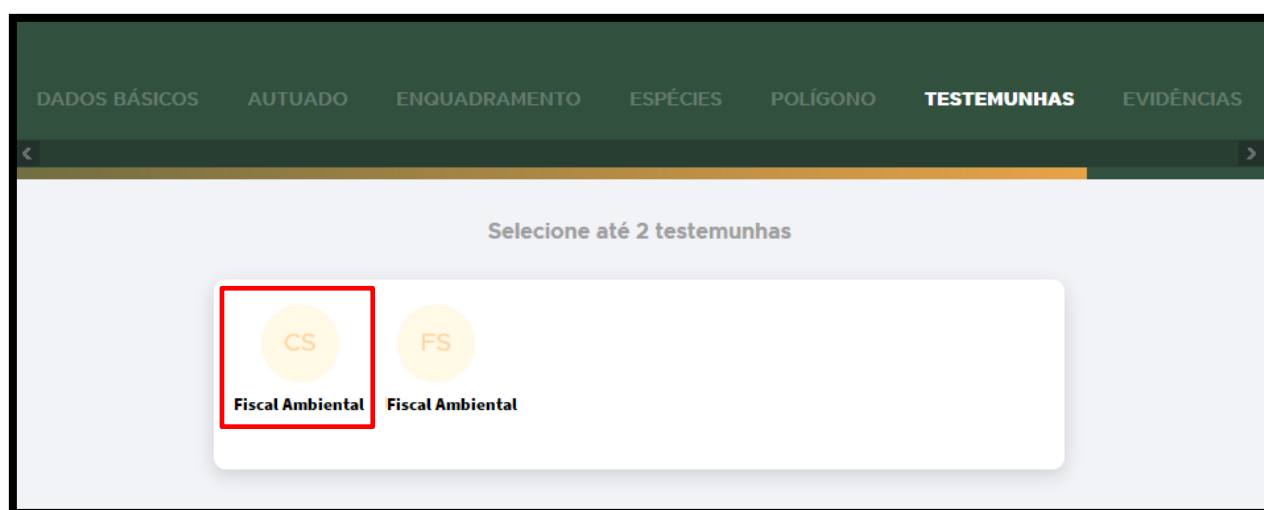 DADOS BÁSICOS AUTUADO ENQUADRAMENTO ESPÉCIES POLÍGONO TESTEMUNHAS EVIDÊNCIAS
Selecione até 2 testemunhas
CS FS
Fiscal Ambiental Fiscal Ambiental